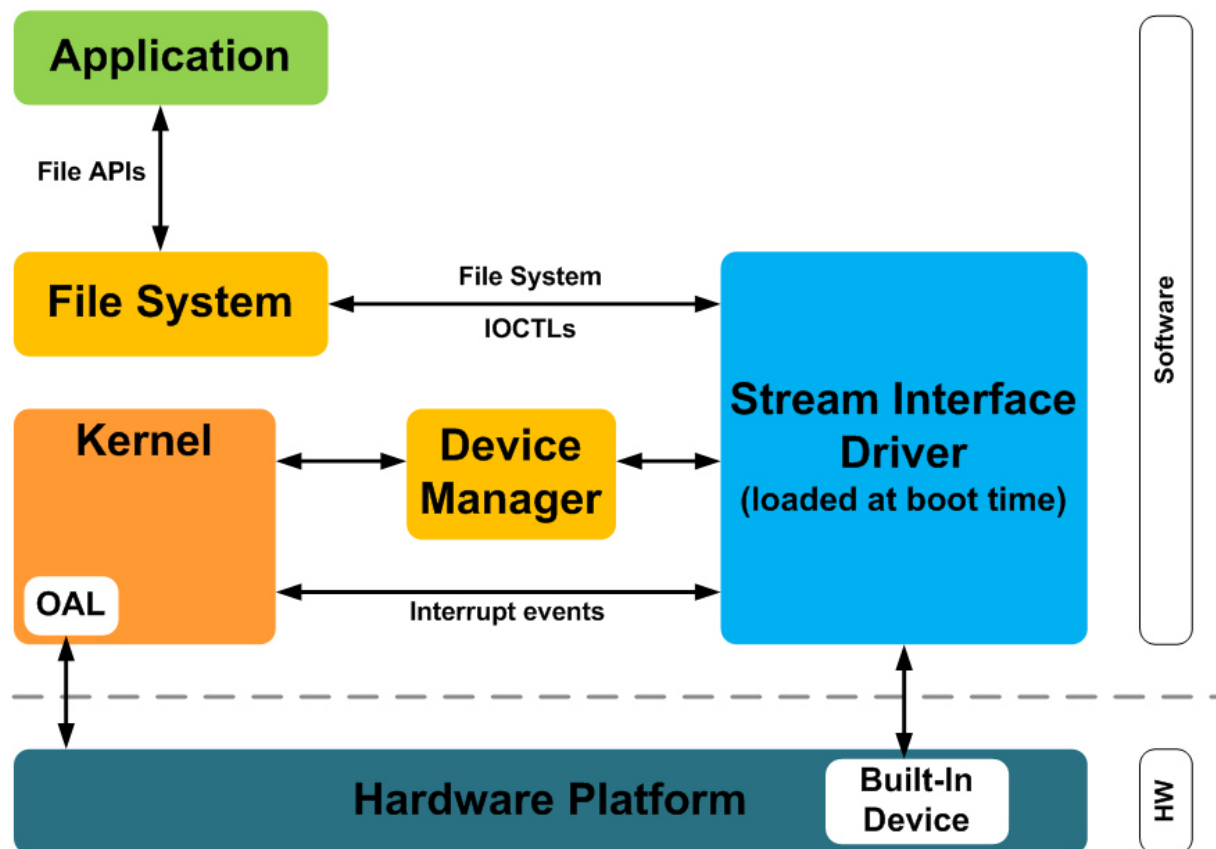 Application
File APIs
File System
File System
IOCTLs
Stream Interface
Driver
(loaded at boot time)
Kernel
Device
Manager
OAL
Interrupt events
Hardware Platform
Built-In
Device
Software
HW